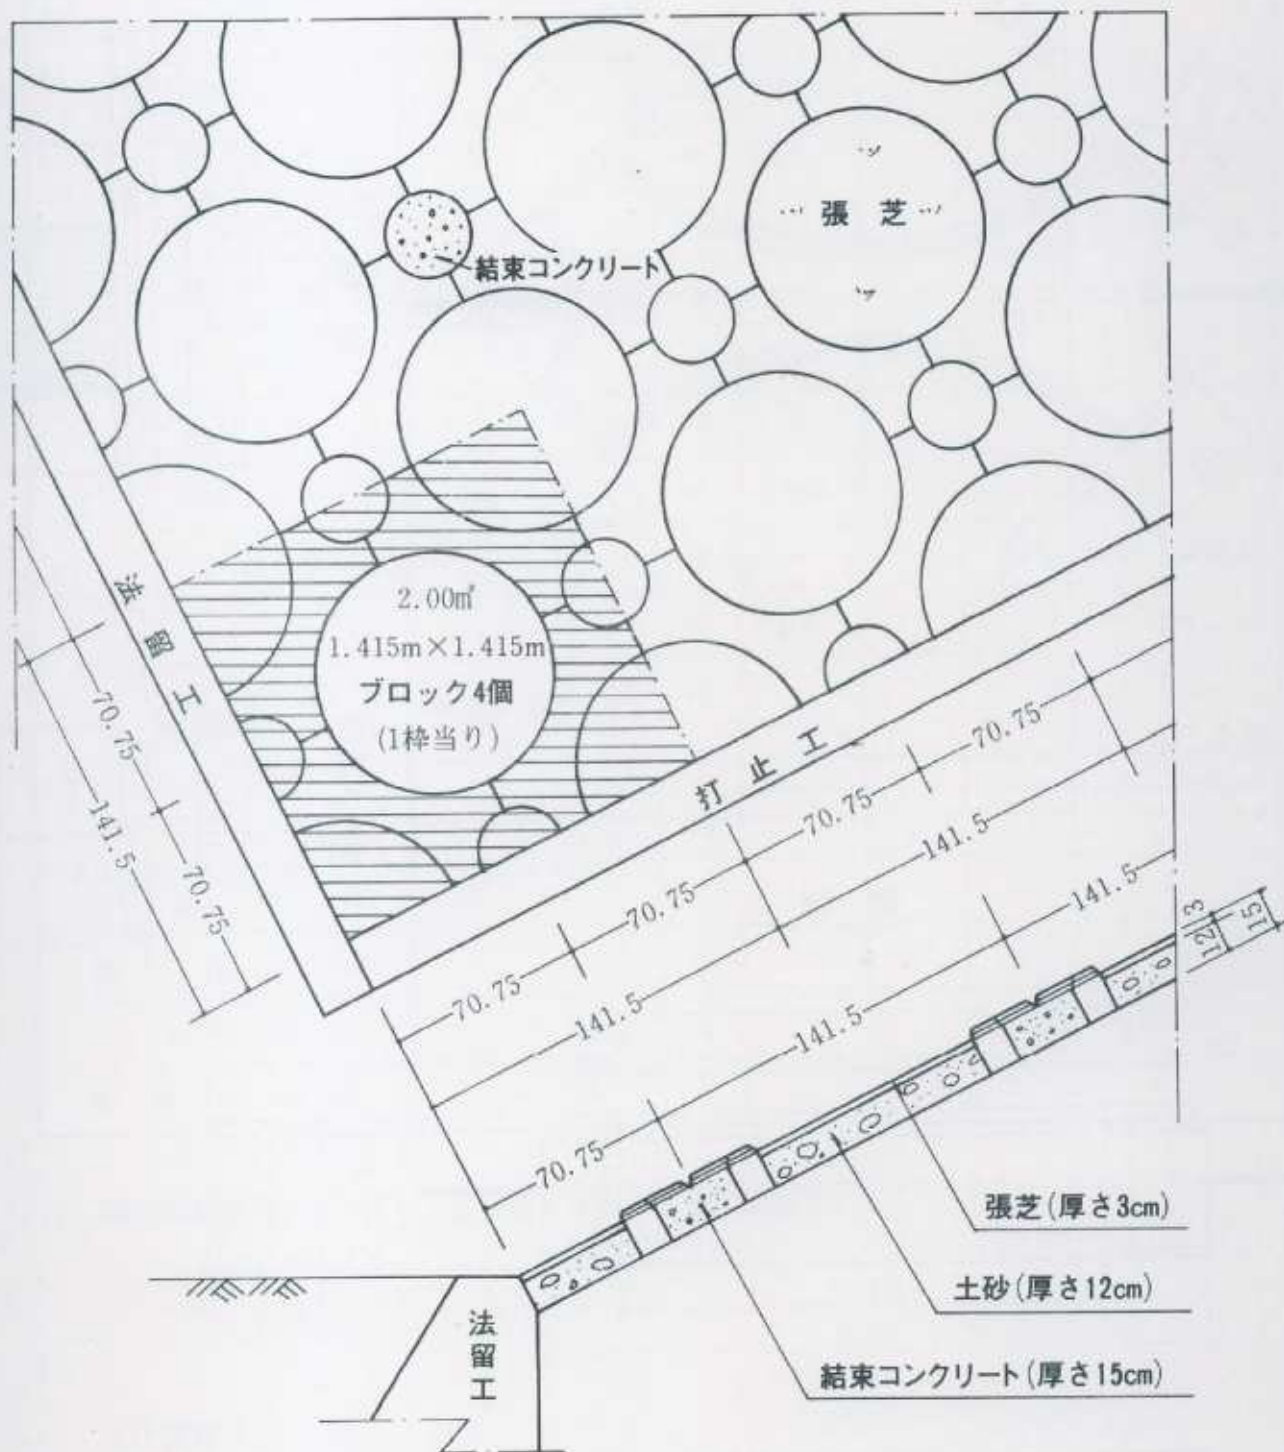 張 芝
結束コンクリート
法留工
2.00㎡
1.415m×1.415m
ブロック4個
(1枠当り)
打止工
70.75
141.5
70.75
70.75
70.75
70.75
70.75
141.5
141.5
70.75
141.5
141.5
3
12
15
張芝(厚さ3cm)
土砂(厚さ12cm)
結束コンクリート(厚さ15cm)
法留工